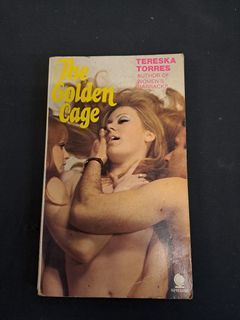 The
Golden
Cage
TERESKA
TORRES
AUTHOR OF
WOMEN'S
BARRACKS